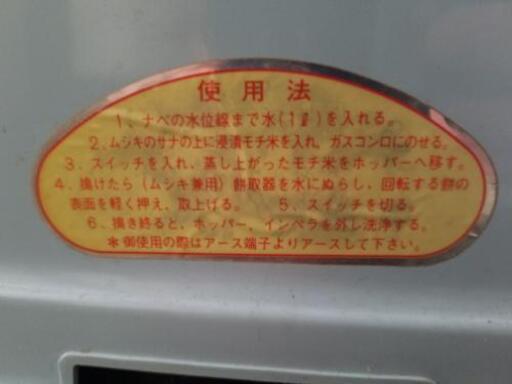 使用法
1、ナベの水位線まで水(1ℓ)を入れる。
2、ムシキのサナの上に浸漬モチ米を入れ、ガスコンロにのせる。
3、スイッチを入れ、蒸し上がったモチ米をホッパーへ移す。
4、搗けたら(ムシキ兼用)餅取器を水にぬらし、回転する餅の
表面を軽く押え、取上げる。 5、スイッチを切る。
6、搗き終ると、ホッパー、インペラを外し洗浄する。
*御使用の際はアース端子よりアースして下さい。